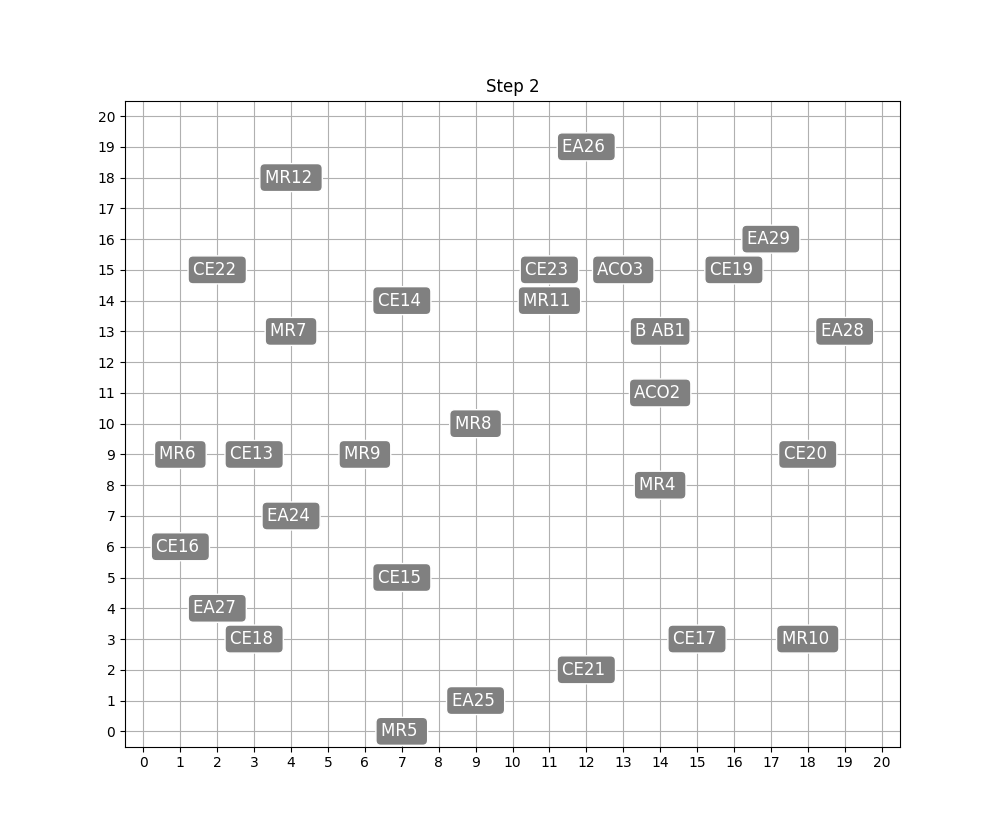 Step 2
20
19
18
17
16
15
14
13
12
11
10
9
8
7
6
5
4
3
2
1
0
EA26
MR12
EA29
CE22
CE23
ACO3
CE19
CE14
MR11
MR7
B AB1
EA28
ACO2
MR8
MR6
CE13
MR9
CE20
MR4
EA24
CE16
CE15
EA27
CE18
CE17
MR10
CE21
EA25
MR5
0 1 2 3 4 5 6 7 8 9 10 11 12 13 14 15 16 17 18 19 20